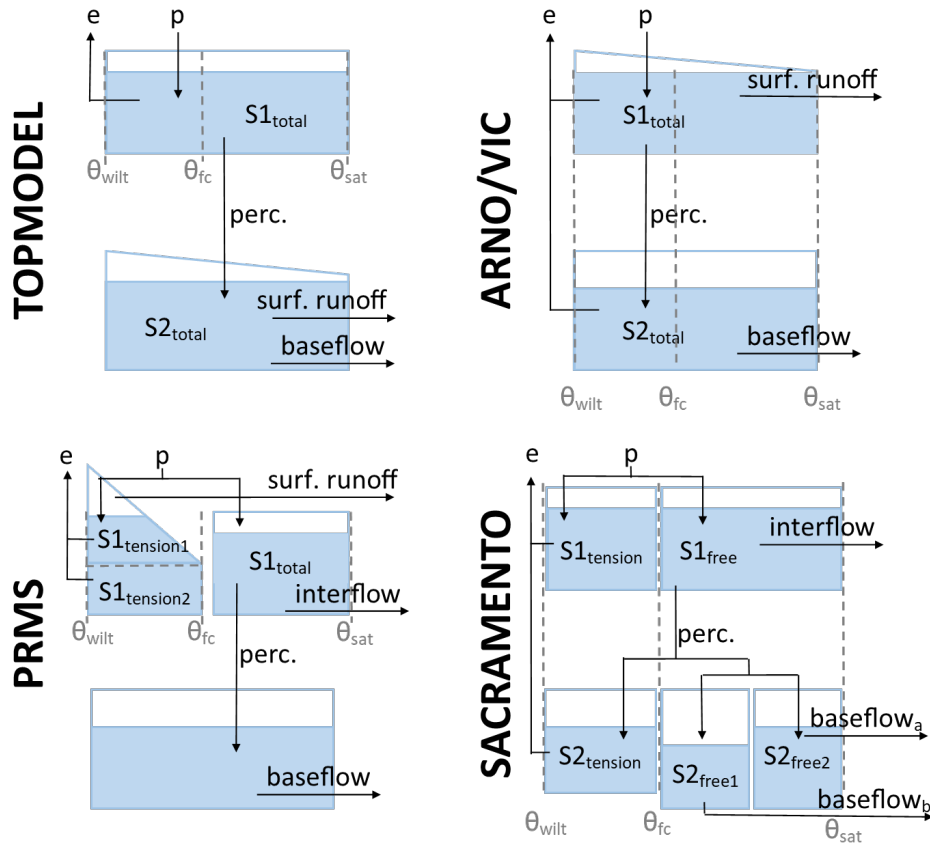 TOPMODEL
e
p
S1total
θwilt
θfc
θsat
perc.
surf. runoff
S2total
baseflow
ARNO/VIC
e
p
surf. runoff
S1total
perc.
S2total
baseflow
θwilt
θfc
θsat
PRMS
e
p
surf. runoff
S1tension1
S1total
S1tension2
interflow
θwilt
θfc
θsat
perc.
baseflow
SACRAMENTO
e
p
interflow
S1tension
S1free
perc.
baseflowa
S2tension
S2free1
S2free2
baseflowb
θwilt
θfc
θsat